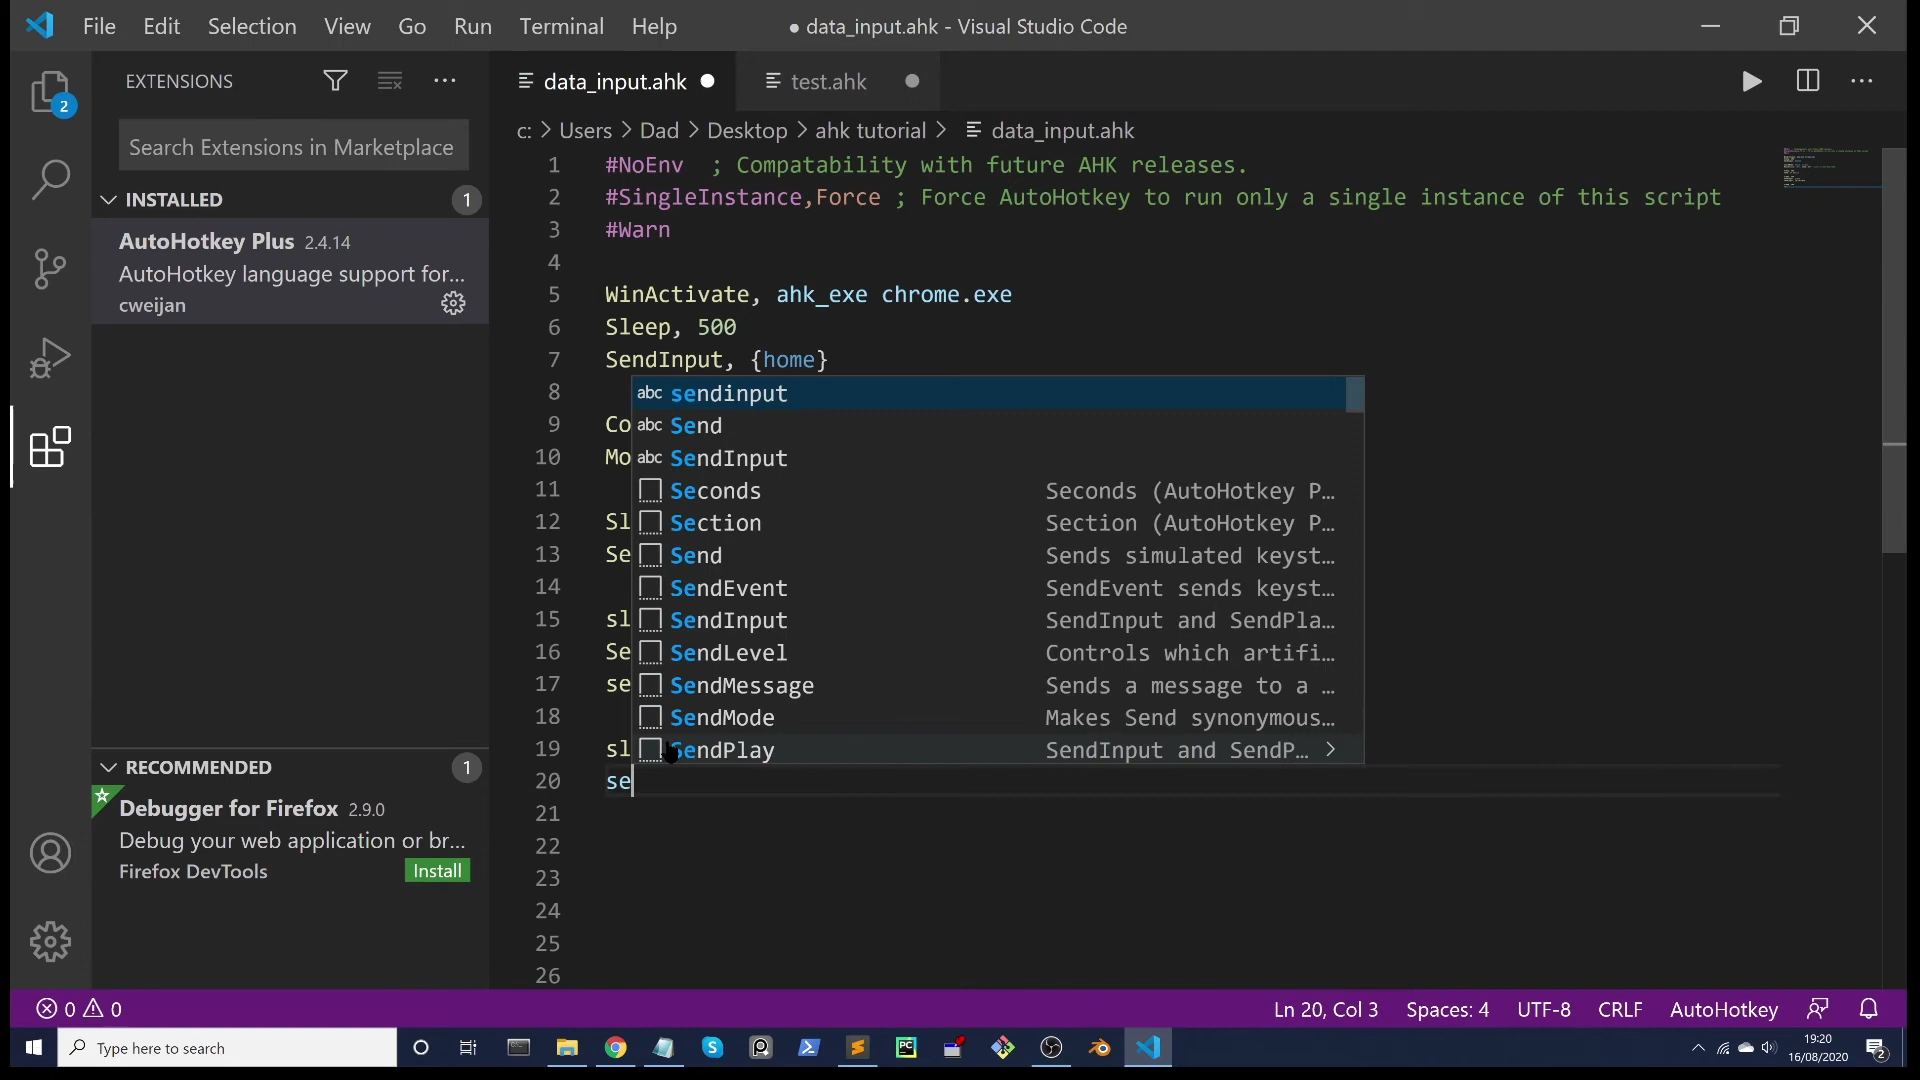 File Edit Selection View Go Run Terminal Help ● data_input.ahk - Visual Studio Code
EXTENSIONS
data_input.ahk
test.ahk
2
Search Extensions in Marketplace
INSTALLED 1
AutoHotkey Plus 2.4.14
AutoHotkey language support for...
cweijan
RECOMMENDED 1
Debugger for Firefox 2.9.0
Debug your web application or br...
Firefox DevTools Install
c: > Users > Dad > Desktop > ahk tutorial > data_input.ahk
1 #NoEnv ; Compatability with future AHK releases.
2 #SingleInstance,Force ; Force AutoHotkey to run only a single instance of this script
3 #Warn
4
5 WinActivate, ahk_exe chrome.exe
6 Sleep, 500
7 SendInput, {home}
8
9 Co
10 Mo
11
12 Sl
13 Se
14
15 sl
16 Se
17 se
18
19 sl
20 se
21
22
23
24
25
26
abc sendinput
abc Send
abc SendInput
Seconds Seconds (AutoHotkey P...
Section Section (AutoHotkey P...
Send Sends simulated keyst...
SendEvent SendEvent sends keyst...
SendInput SendInput and SendPla...
SendLevel Controls which artifi...
SendMessage Sends a message to a ...
SendMode Makes Send synonymous...
SendPlay SendInput and SendP... >
0 0
Ln 20, Col 3 Spaces: 4 UTF-8 CRLF AutoHotkey
Type here to search
19:20
16/08/2020
2